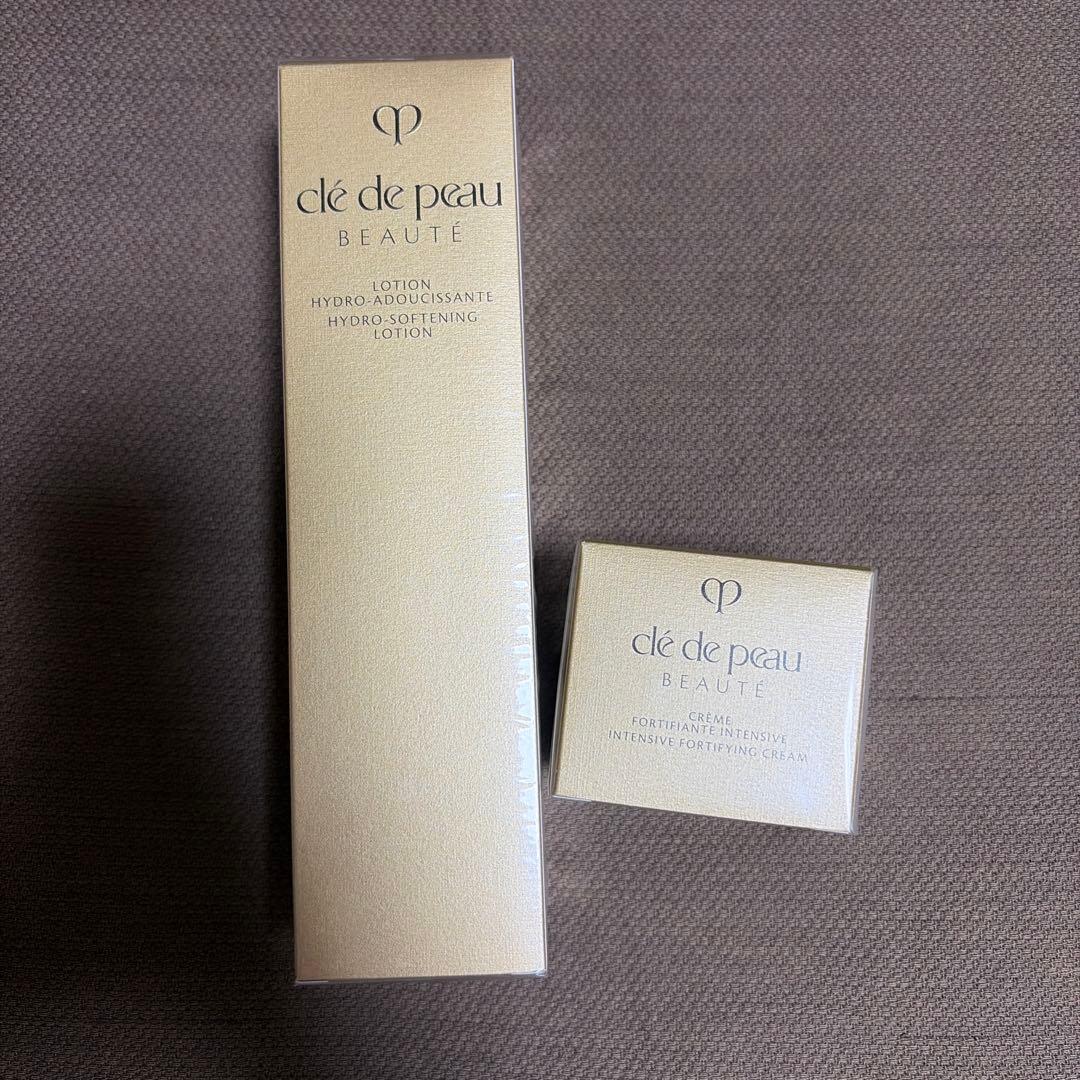 clé de peau
BEAUTÉ
LOTION
HYDRO-ADOUCISSANTE
HYDRO-SOFTENING
LOTION
clé de peau
BEAUTÉ
CRÈME
FORTIFIANTE INTENSIVE
INTENSIVE FORTIFYING CREAM